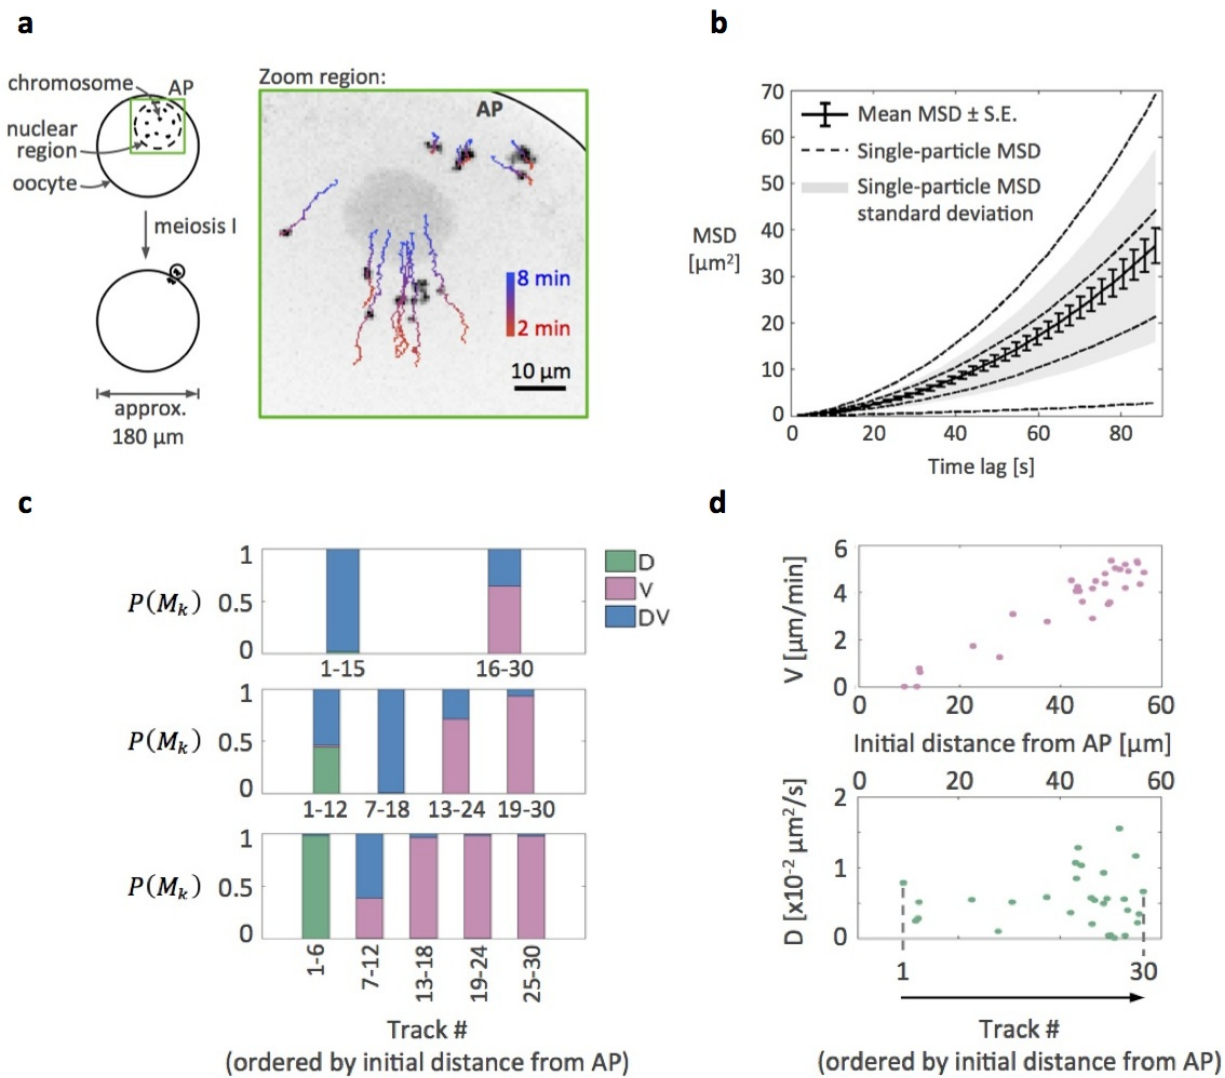 a
chromosome
AP
nuclear
region
oocyte
meiosis I
approx.
180 µm
Zoom region:
AP
8 min
2 min
10 µm
b
70
60
50
40
30
20
10
0
MSD
[µm²]
Mean MSD ± S.E.
Single-particle MSD
Single-particle MSD
standard deviation
0 20 40 60 80
Time lag [s]
c
1
P(Mk) 0.5
0
1-15 16-30
D
V
DV
1
P(Mk) 0.5
0
1-12 7-18 13-24 19-30
1
P(Mk) 0.5
0
1-6 7-12 13-18 19-24 25-30
Track #
(ordered by initial distance from AP)
d
6
4
2
0
V [µm/min]
0 20 40 60
Initial distance from AP [µm]
0 20 40 60
2
1
0
D [x10⁻² µm²/s]
1 30
Track #
(ordered by initial distance from AP)